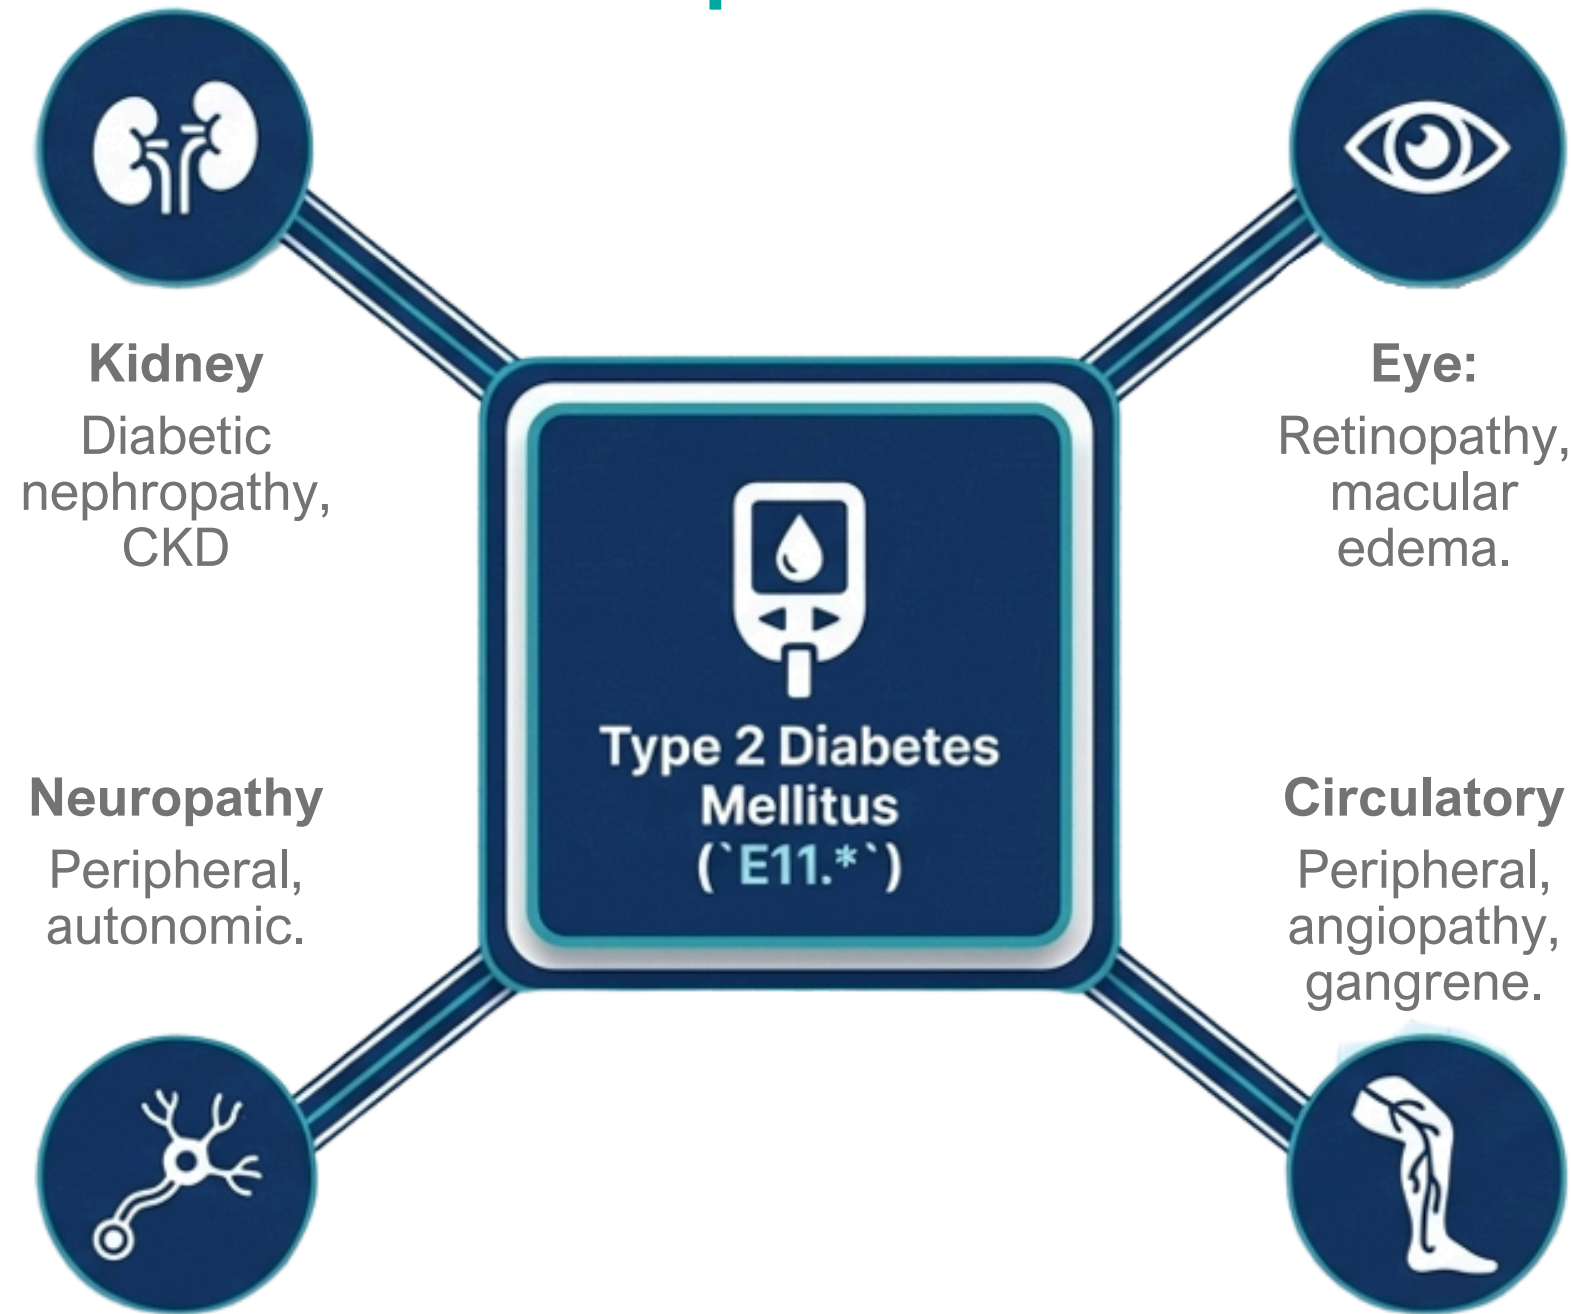 Kidney
Diabetic
nephropathy,
CKD
Eye:
Retinopathy,
macular
edema.
Type 2 Diabetes
Mellitus
(`E11.*`)
Neuropathy
Peripheral,
autonomic.
Circulatory
Peripheral,
angiopathy,
gangrene.